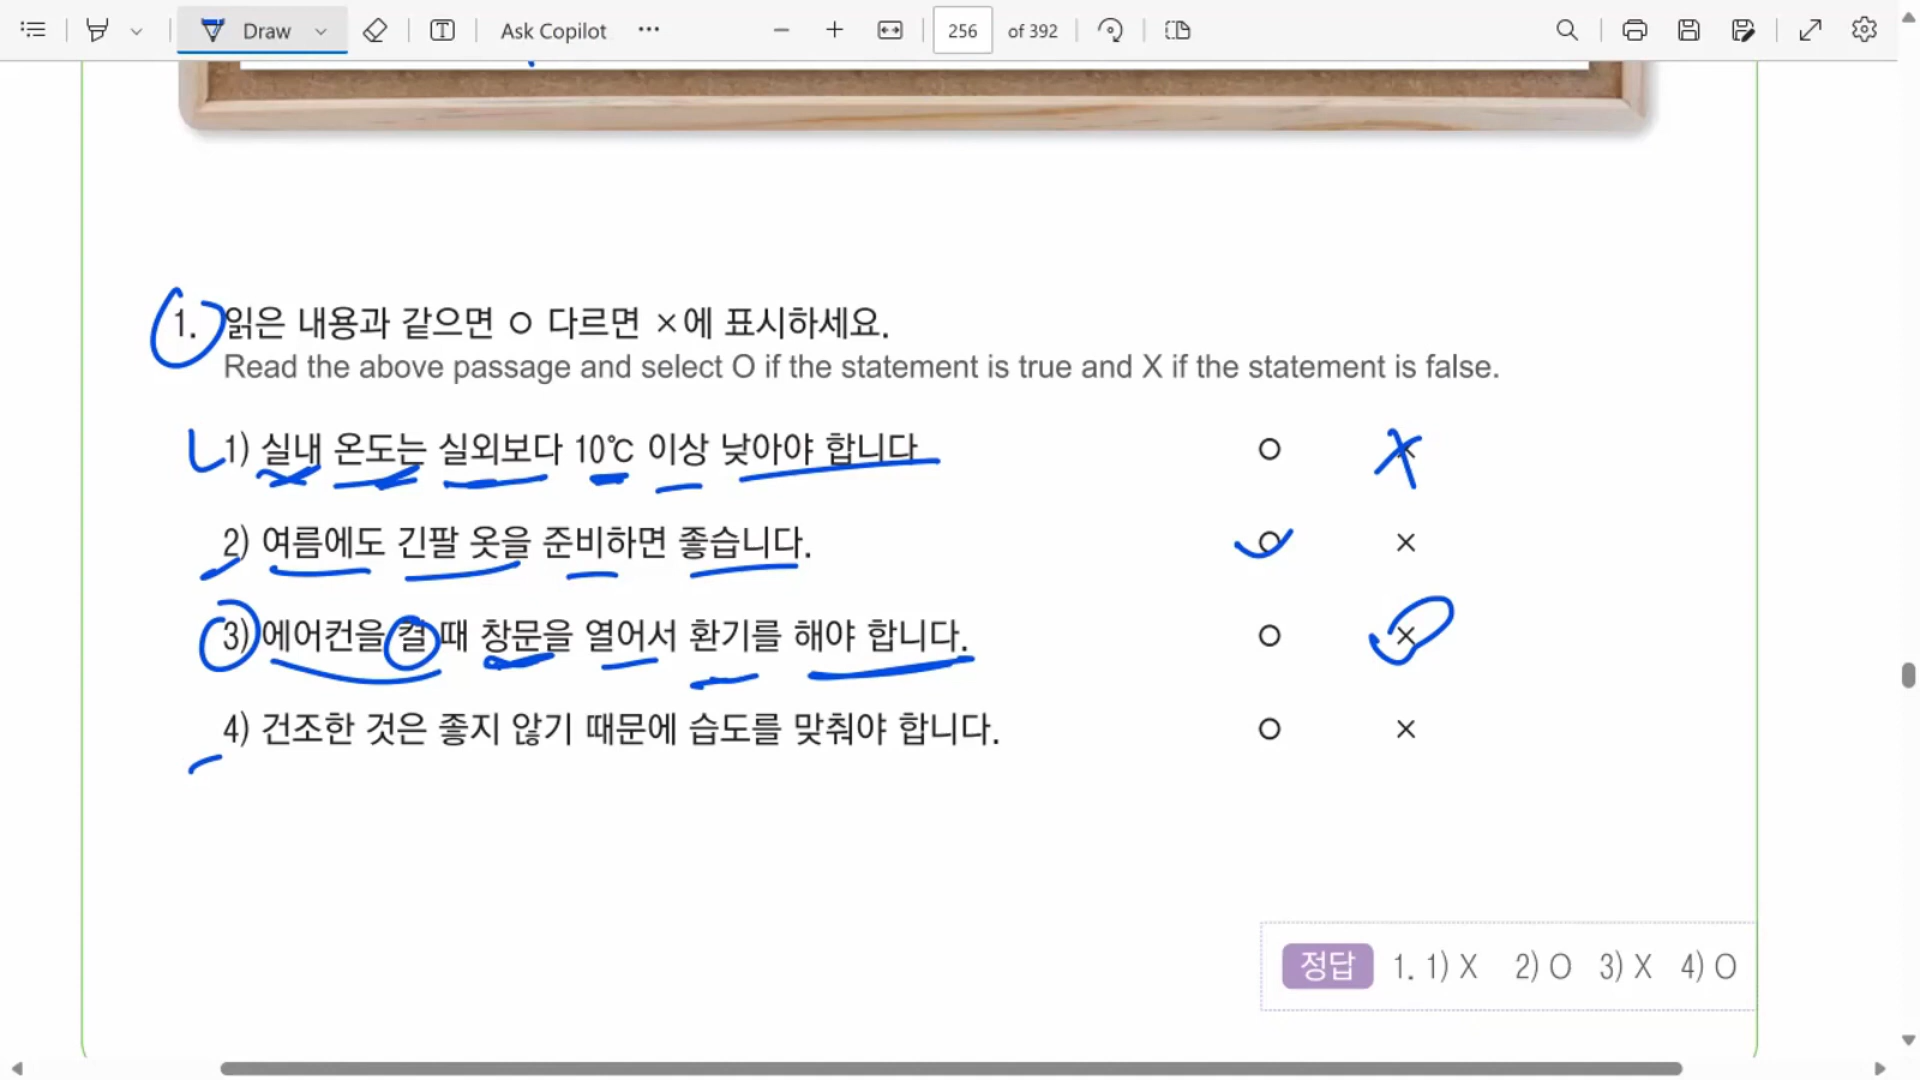 Draw
Ask Copilot
256 of 392
1. 읽은 내용과 같으면 ○ 다르면 ×에 표시하세요.
Read the above passage and select O if the statement is true and X if the statement is false.
1) 실내 온도는 실외보다 10℃ 이상 낮아야 합니다 ○ ×
2) 여름에도 긴팔 옷을 준비하면 좋습니다. ○ ×
3) 에어컨을 켤 때 창문을 열어서 환기를 해야 합니다. ○ ×
4) 건조한 것은 좋지 않기 때문에 습도를 맞춰야 합니다. ○ ×
정답 1. 1) X 2) O 3) X 4) O